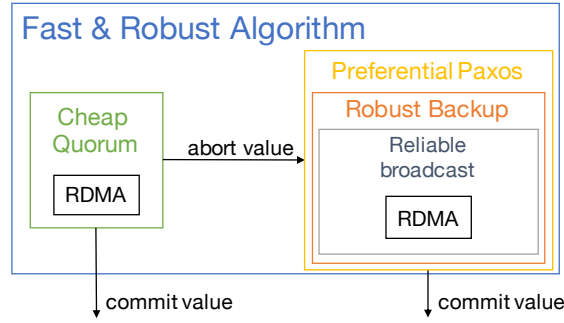 Fast & Robust Algorithm
Preferential Paxos
Robust Backup
Cheap
Quorum
Reliable
broadcast
abort value
RDMA
RDMA
commit value
commit value